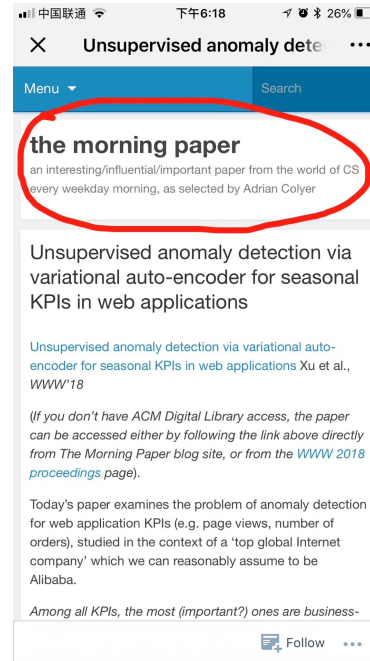 中国联通 下午6:18 26%
Unsupervised anomaly dete
Menu Search
the morning paper
an interesting/influential/important paper from the world of CS
every weekday morning, as selected by Adrian Colyer
Unsupervised anomaly detection via
variational auto-encoder for seasonal
KPIs in web applications
Unsupervised anomaly detection via variational auto-
encoder for seasonal KPIs in web applications Xu et al.,
WWW'18
(If you don't have ACM Digital Library access, the paper
can be accessed either by following the link above directly
from The Morning Paper blog site, or from the WWW 2018
proceedings page).
Today's paper examines the problem of anomaly detection
for web application KPIs (e.g. page views, number of
orders), studied in the context of a ‘top global Internet
company’ which we can reasonably assume to be
Alibaba.
Among all KPIs, the most (important?) ones are business-
Follow